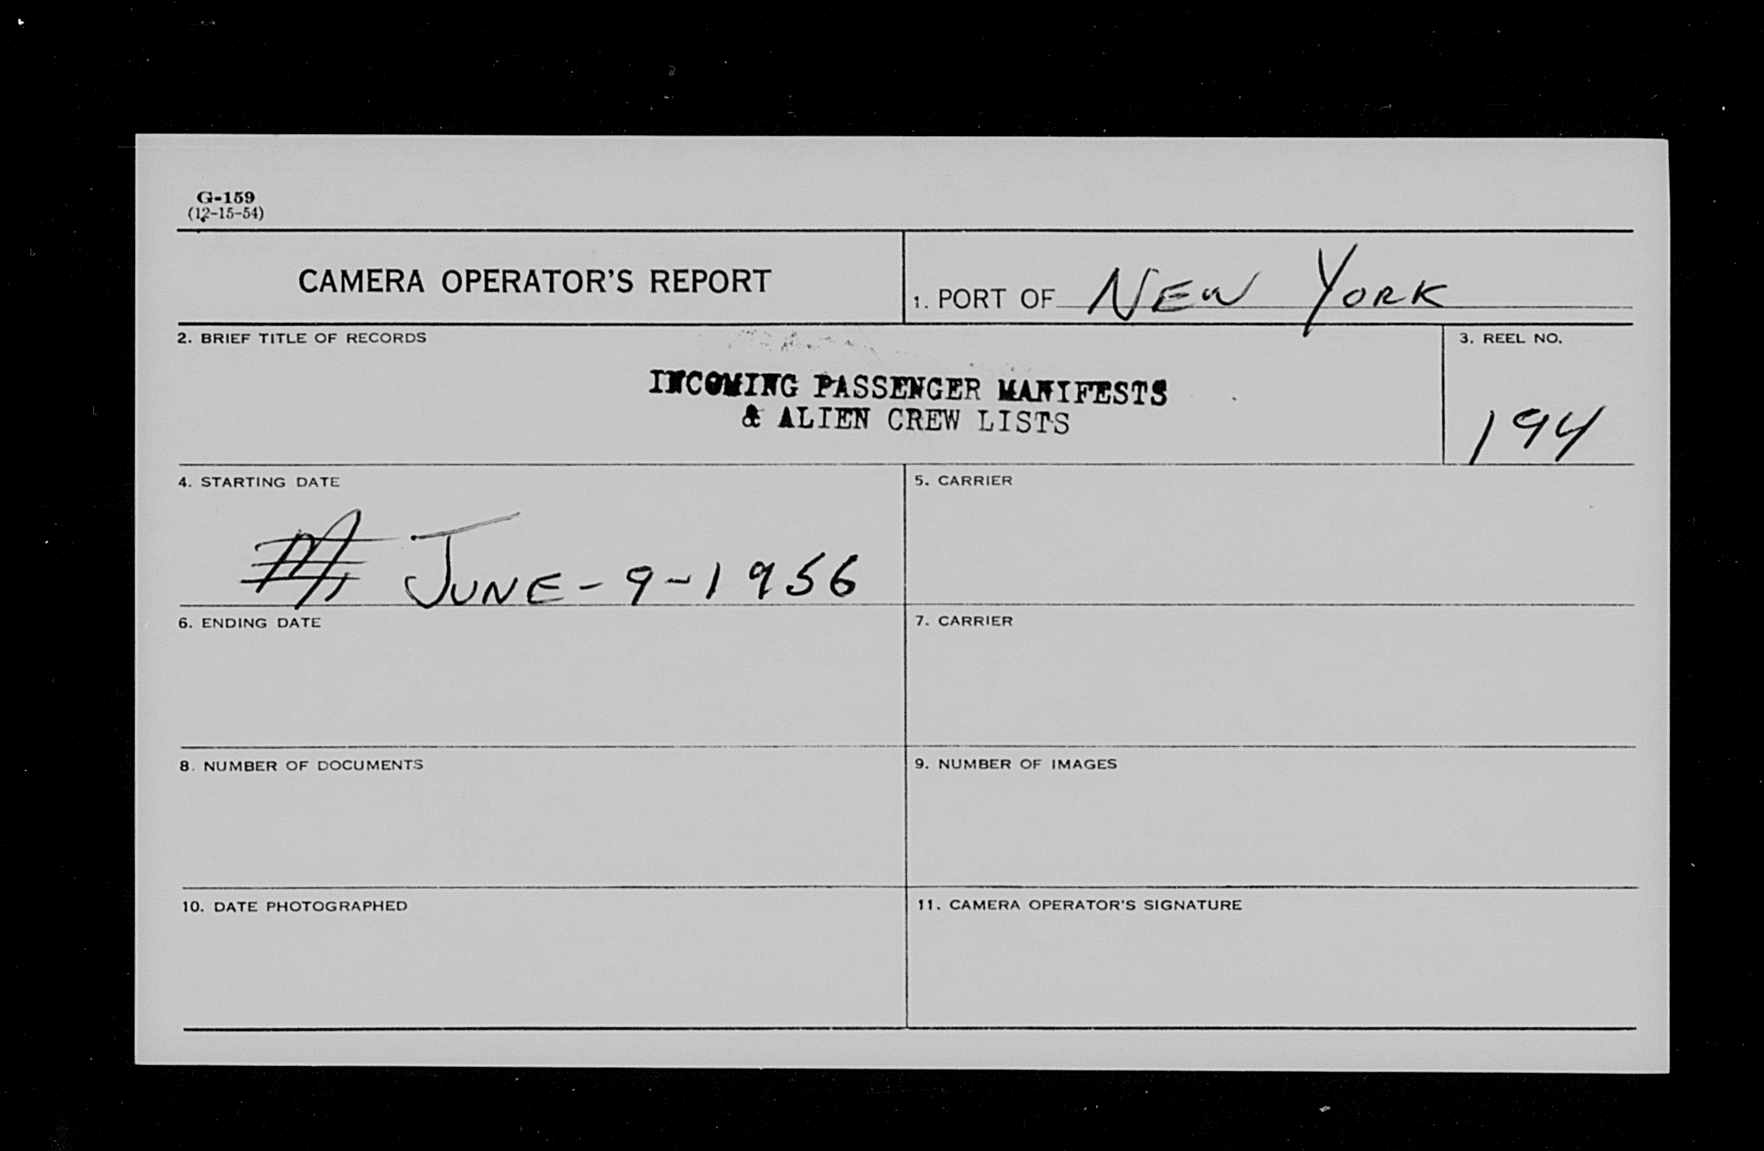 G-159
(12-15-54)
CAMERA OPERATOR'S REPORT
1. PORT OF NEW YORK
2. BRIEF TITLE OF RECORDS
INCOMING PASSENGER MANIFESTS
& ALIEN CREW LISTS
3. REEL NO.
194
4. STARTING DATE
JUNE-9-1956
5. CARRIER
6. ENDING DATE
7. CARRIER
8. NUMBER OF DOCUMENTS
9. NUMBER OF IMAGES
10. DATE PHOTOGRAPHED
11. CAMERA OPERATOR'S SIGNATURE